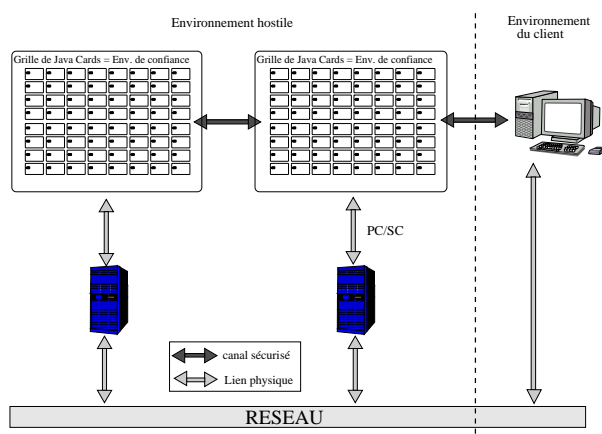 Environnement hostile
Environnement
du client
Grille de Java Cards = Env. de confiance
Grille de Java Cards = Env. de confiance
PC/SC
canal sécurisé
Lien physique
RESEAU